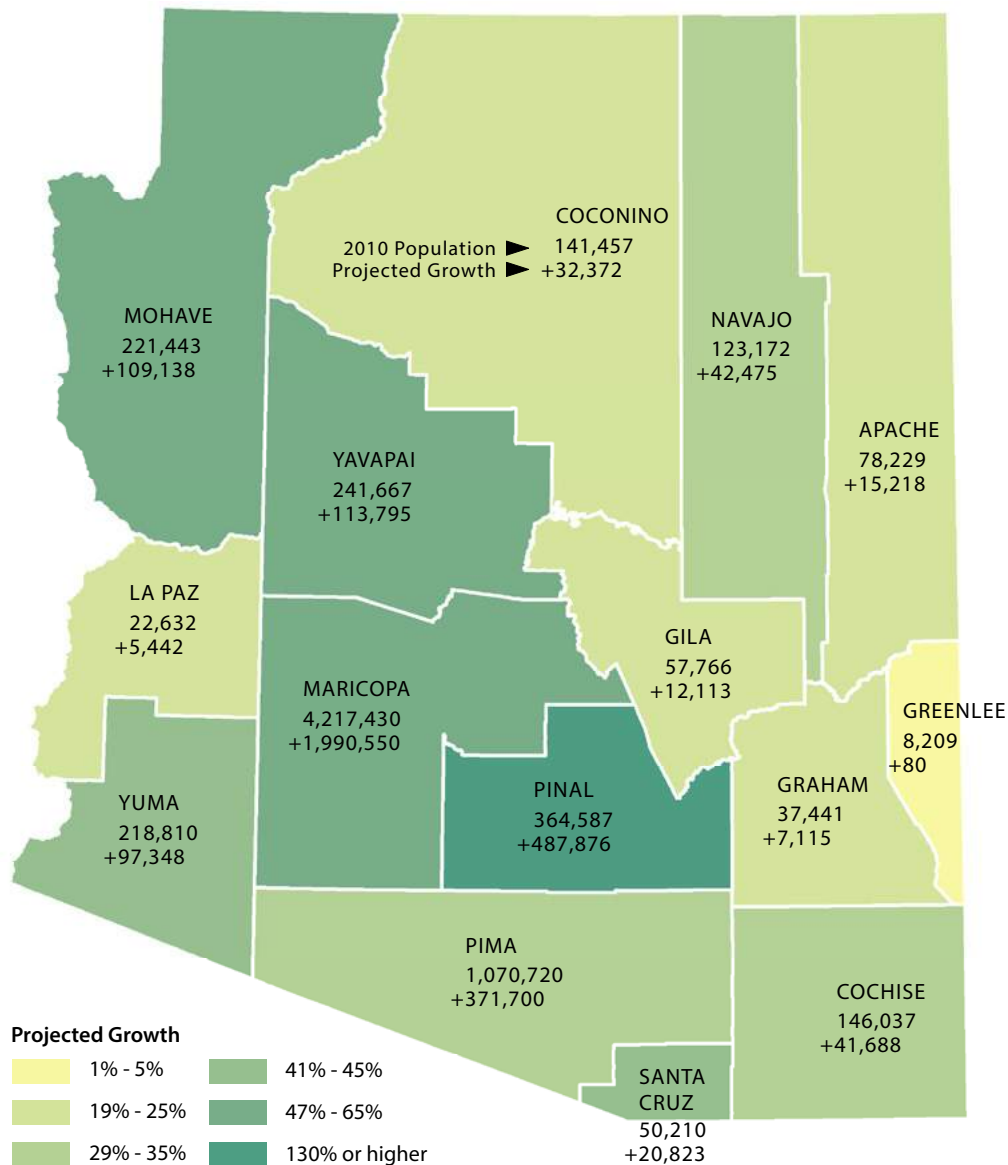 COCONINO
2010 Population ► 141,457
Projected Growth ► +32,372
MOHAVE
221,443
+109,138
NAVAJO
123,172
+42,475
APACHE
78,229
+15,218
YAVAPAI
241,667
+113,795
LA PAZ
22,632
+5,442
GILA
57,766
+12,113
MARICOPA
4,217,430
+1,990,550
GREENLEE
8,209
+80
PINAL
364,587
+487,876
GRAHAM
37,441
+7,115
YUMA
218,810
+97,348
PIMA
1,070,720
+371,700
COCHISE
146,037
+41,688
SANTA
CRUZ
50,210
+20,823
Projected Growth
1% - 5%
19% - 25%
29% - 35%
41% - 45%
47% - 65%
130% or higher